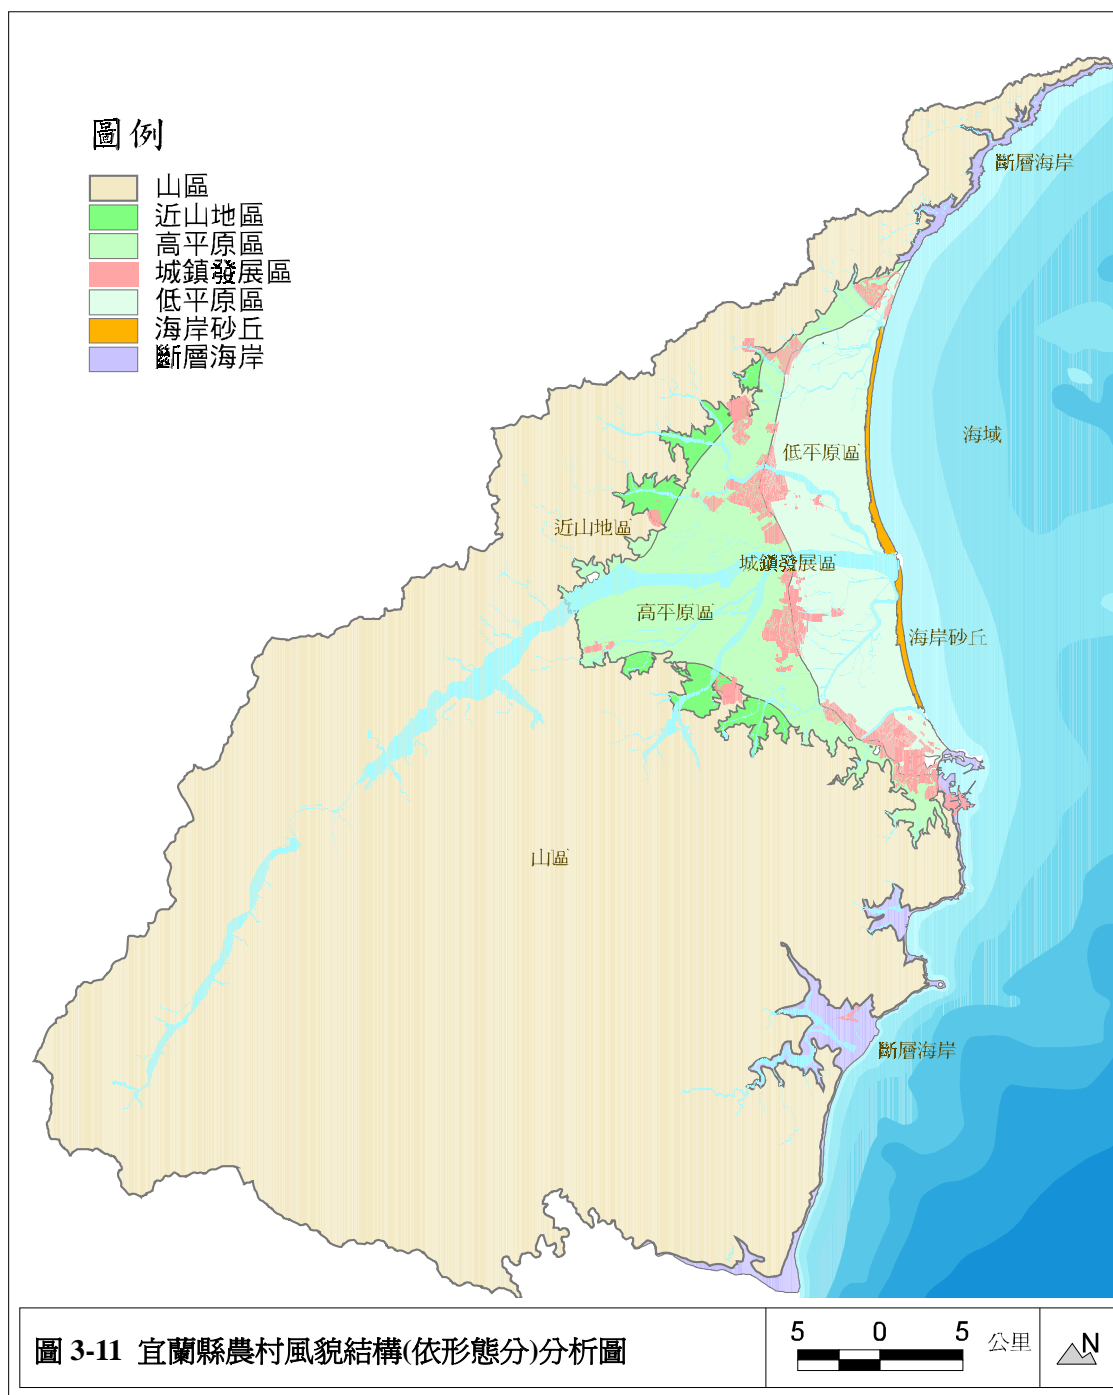 圖例
山區
近山地區
高平原區
城鎮發展區
低平原區
海岸砂丘
斷層海岸
斷層海岸
海域
低平原區
近山地區
城鎮發展區
高平原區
海岸砂丘
山區
斷層海岸
圖 3-11 宜蘭縣農村風貌結構(依形態分)分析圖
5 0 5 公里
N